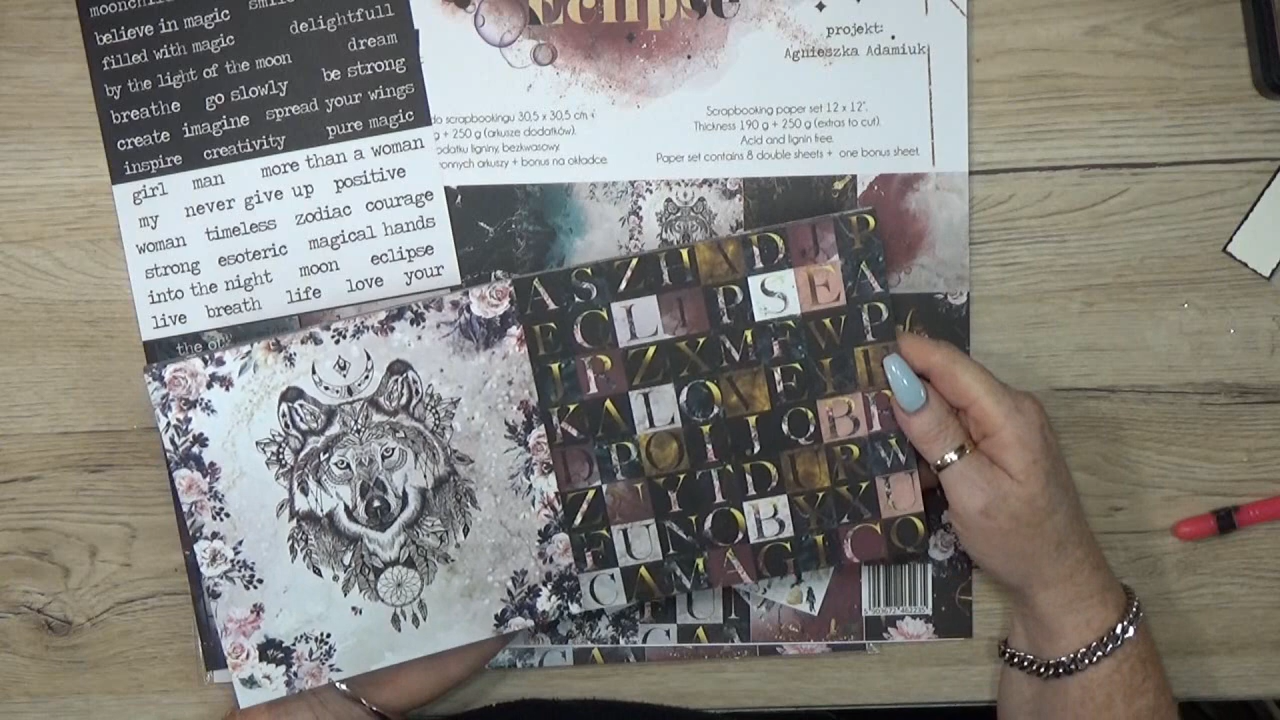 moonchild
believe in magic
filled with magic delightfull
by the light of the moon dream
breathe go slowly be strong
create imagine spread your wings
inspire creativity pure magic
girl man more than a woman
my never give up positive
woman timeless zodiac courage
strong esoteric magical hands
into the night moon eclipse
live breath life love your
Eclipse
projekt:
Agnieszka Adamiuk
do scrapbookingu 30,5 x 30,5 cm
g + 250 g (arkusze dodatków).
bezkwasowy.
arkuszy + bonus na okładce.
Scrapbooking paper set 12 x 12".
Thickness 190 g + 250 g (extras to cut).
Acid and lignin free.
Paper set contains 8 double sheets + one bonus sheet.
A S Z H A D J P
E C L I P S E A
J R Z X M F W P
K A L O V E Y R
D P O I J Q B F
Z N Y T D U R W
F U N O B Y X U
C A M A G I C O
5 903672 462235